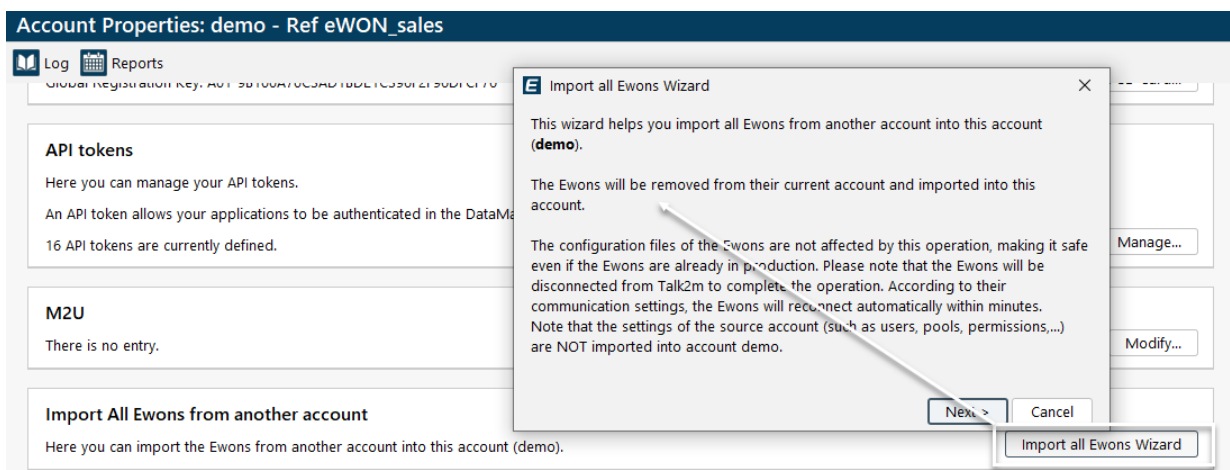 Account Properties: demo - Ref eWON_sales
Log Reports
Global Registration Key:
Import all Ewons Wizard
This wizard helps you import all Ewons from another account into this account
(demo).
The Ewons will be removed from their current account and imported into this
account.
The configuration files of the Ewons are not affected by this operation, making it safe
even if the Ewons are already in production. Please note that the Ewons will be
disconnected from Talk2m to complete the operation. According to their
communication settings, the Ewons will reconnect automatically within minutes.
Note that the settings of the source account (such as users, pools, permissions,...)
are NOT imported into account demo.
Next >
Cancel
API tokens
Here you can manage your API tokens.
An API token allows your applications to be authenticated in the DataMa
16 API tokens are currently defined.
Manage...
M2U
There is no entry.
Modify...
Import All Ewons from another account
Here you can import the Ewons from another account into this account (demo).
Import all Ewons Wizard